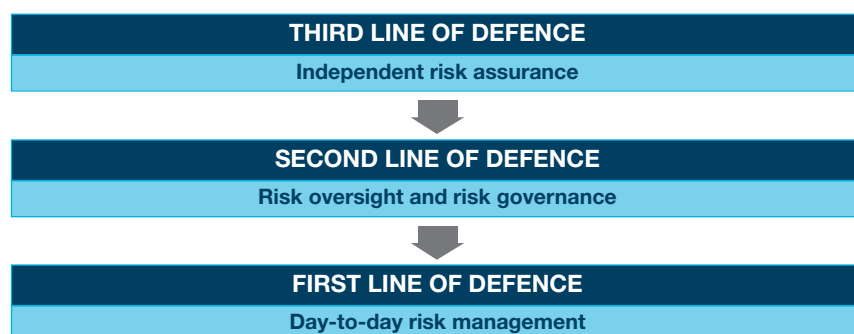 THIRD LINE OF DEFENCE
Independent risk assurance
SECOND LINE OF DEFENCE
Risk oversight and risk governance
FIRST LINE OF DEFENCE
Day-to-day risk management